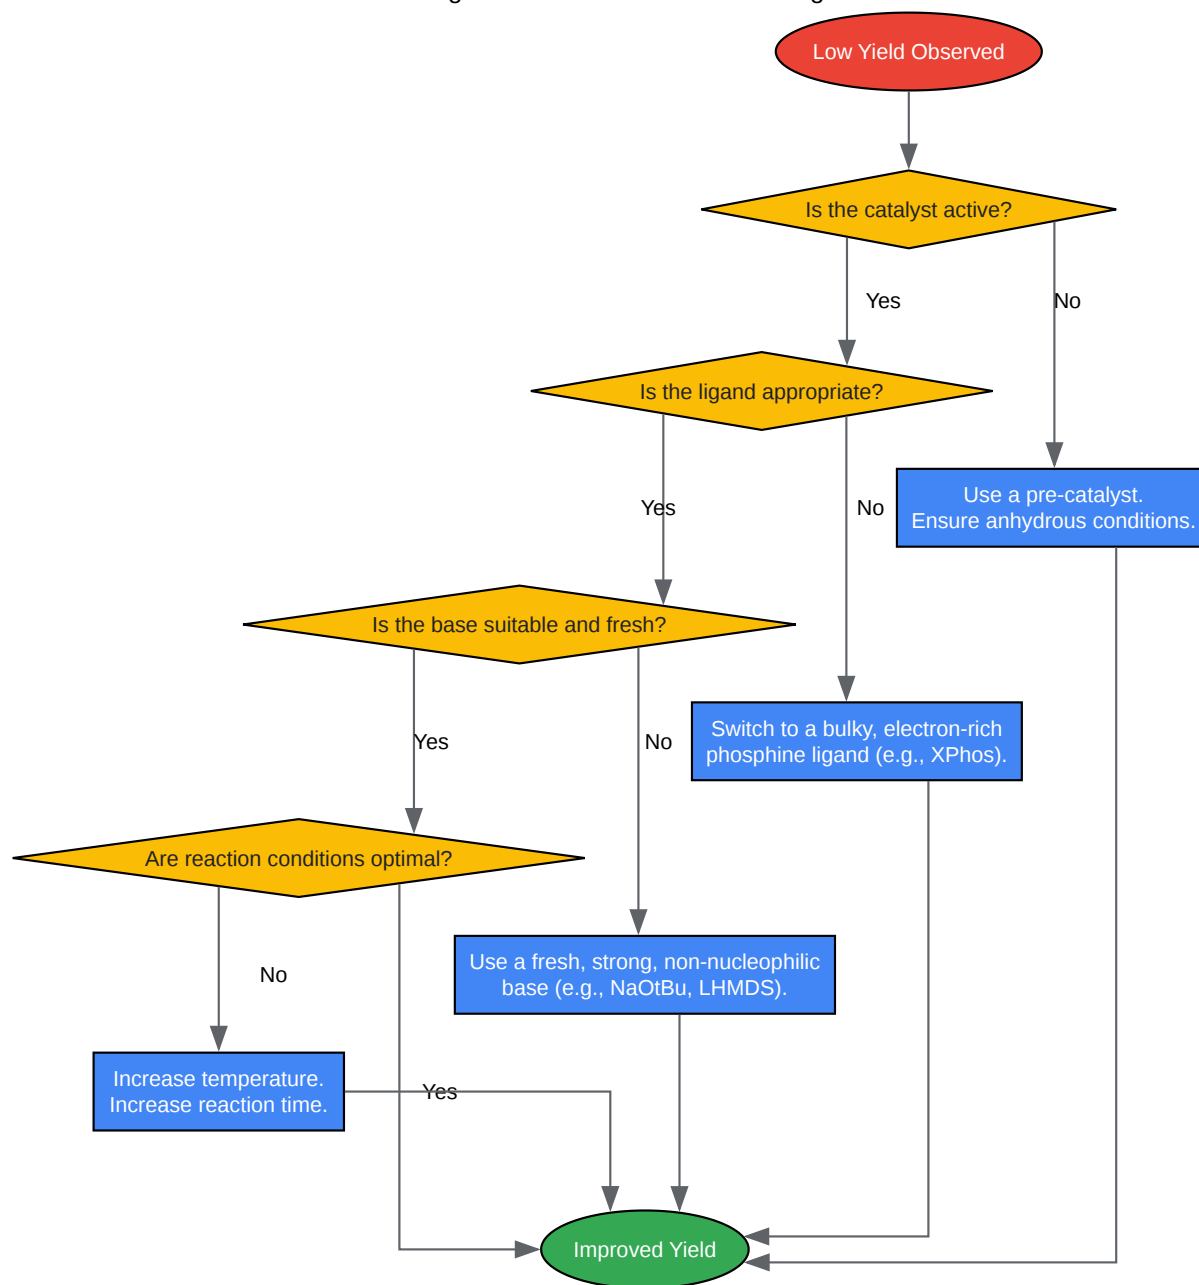 Low Yield Observed
Is the catalyst active?
Yes
No
Is the ligand appropriate?
Use a pre-catalyst.
Ensure anhydrous conditions.
Yes
No
Is the base suitable and fresh?
Switch to a bulky, electron-rich
phosphine ligand (e.g., XPhos).
Yes
No
Are reaction conditions optimal?
Use a fresh, strong, non-nucleophilic
base (e.g., NaOtBu, LHMDS).
No
Increase temperature.
Increase reaction time.
Yes
Improved Yield